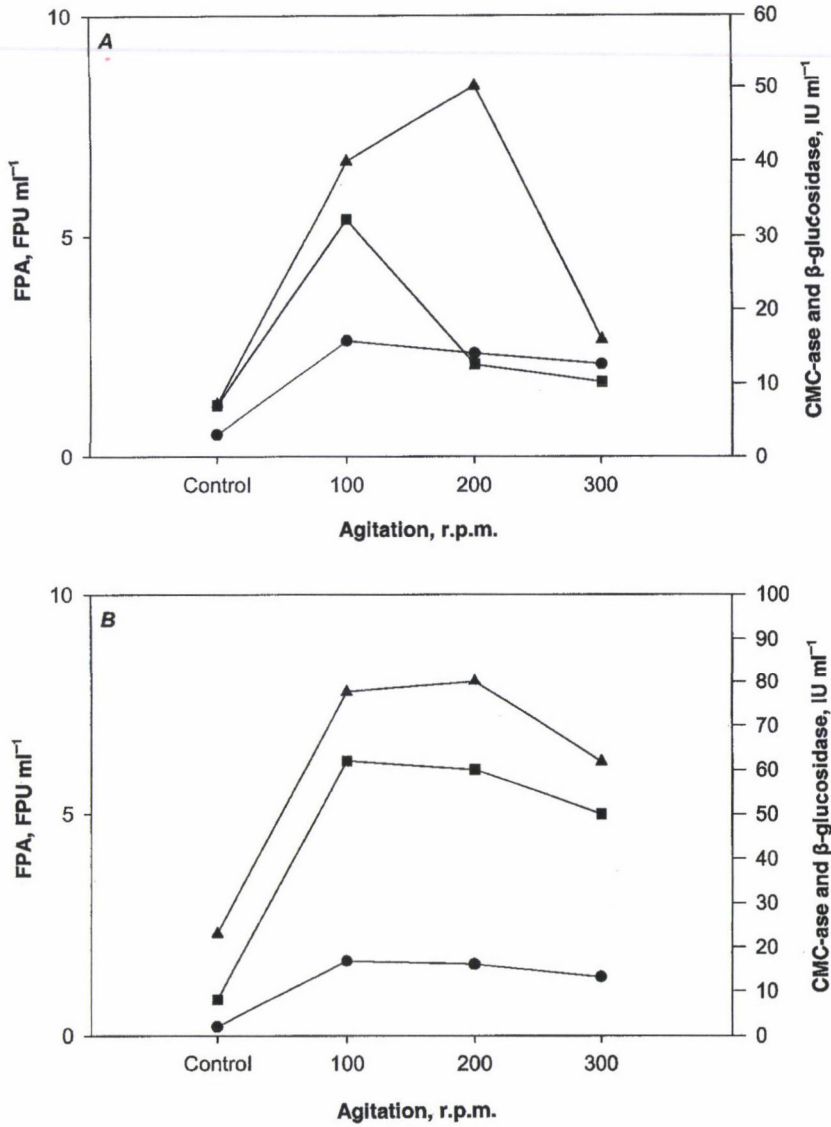 A
10
5
0
FPA, FPU ml⁻¹
60
50
40
30
20
10
0
CMC-ase and β-glucosidase, IU ml⁻¹
Control 100 200 300
Agitation, r.p.m.
B
10
5
0
FPA, FPU ml⁻¹
100
90
80
70
60
50
40
30
20
10
0
CMC-ase and β-glucosidase, IU ml⁻¹
Control 100 200 300
Agitation, r.p.m.